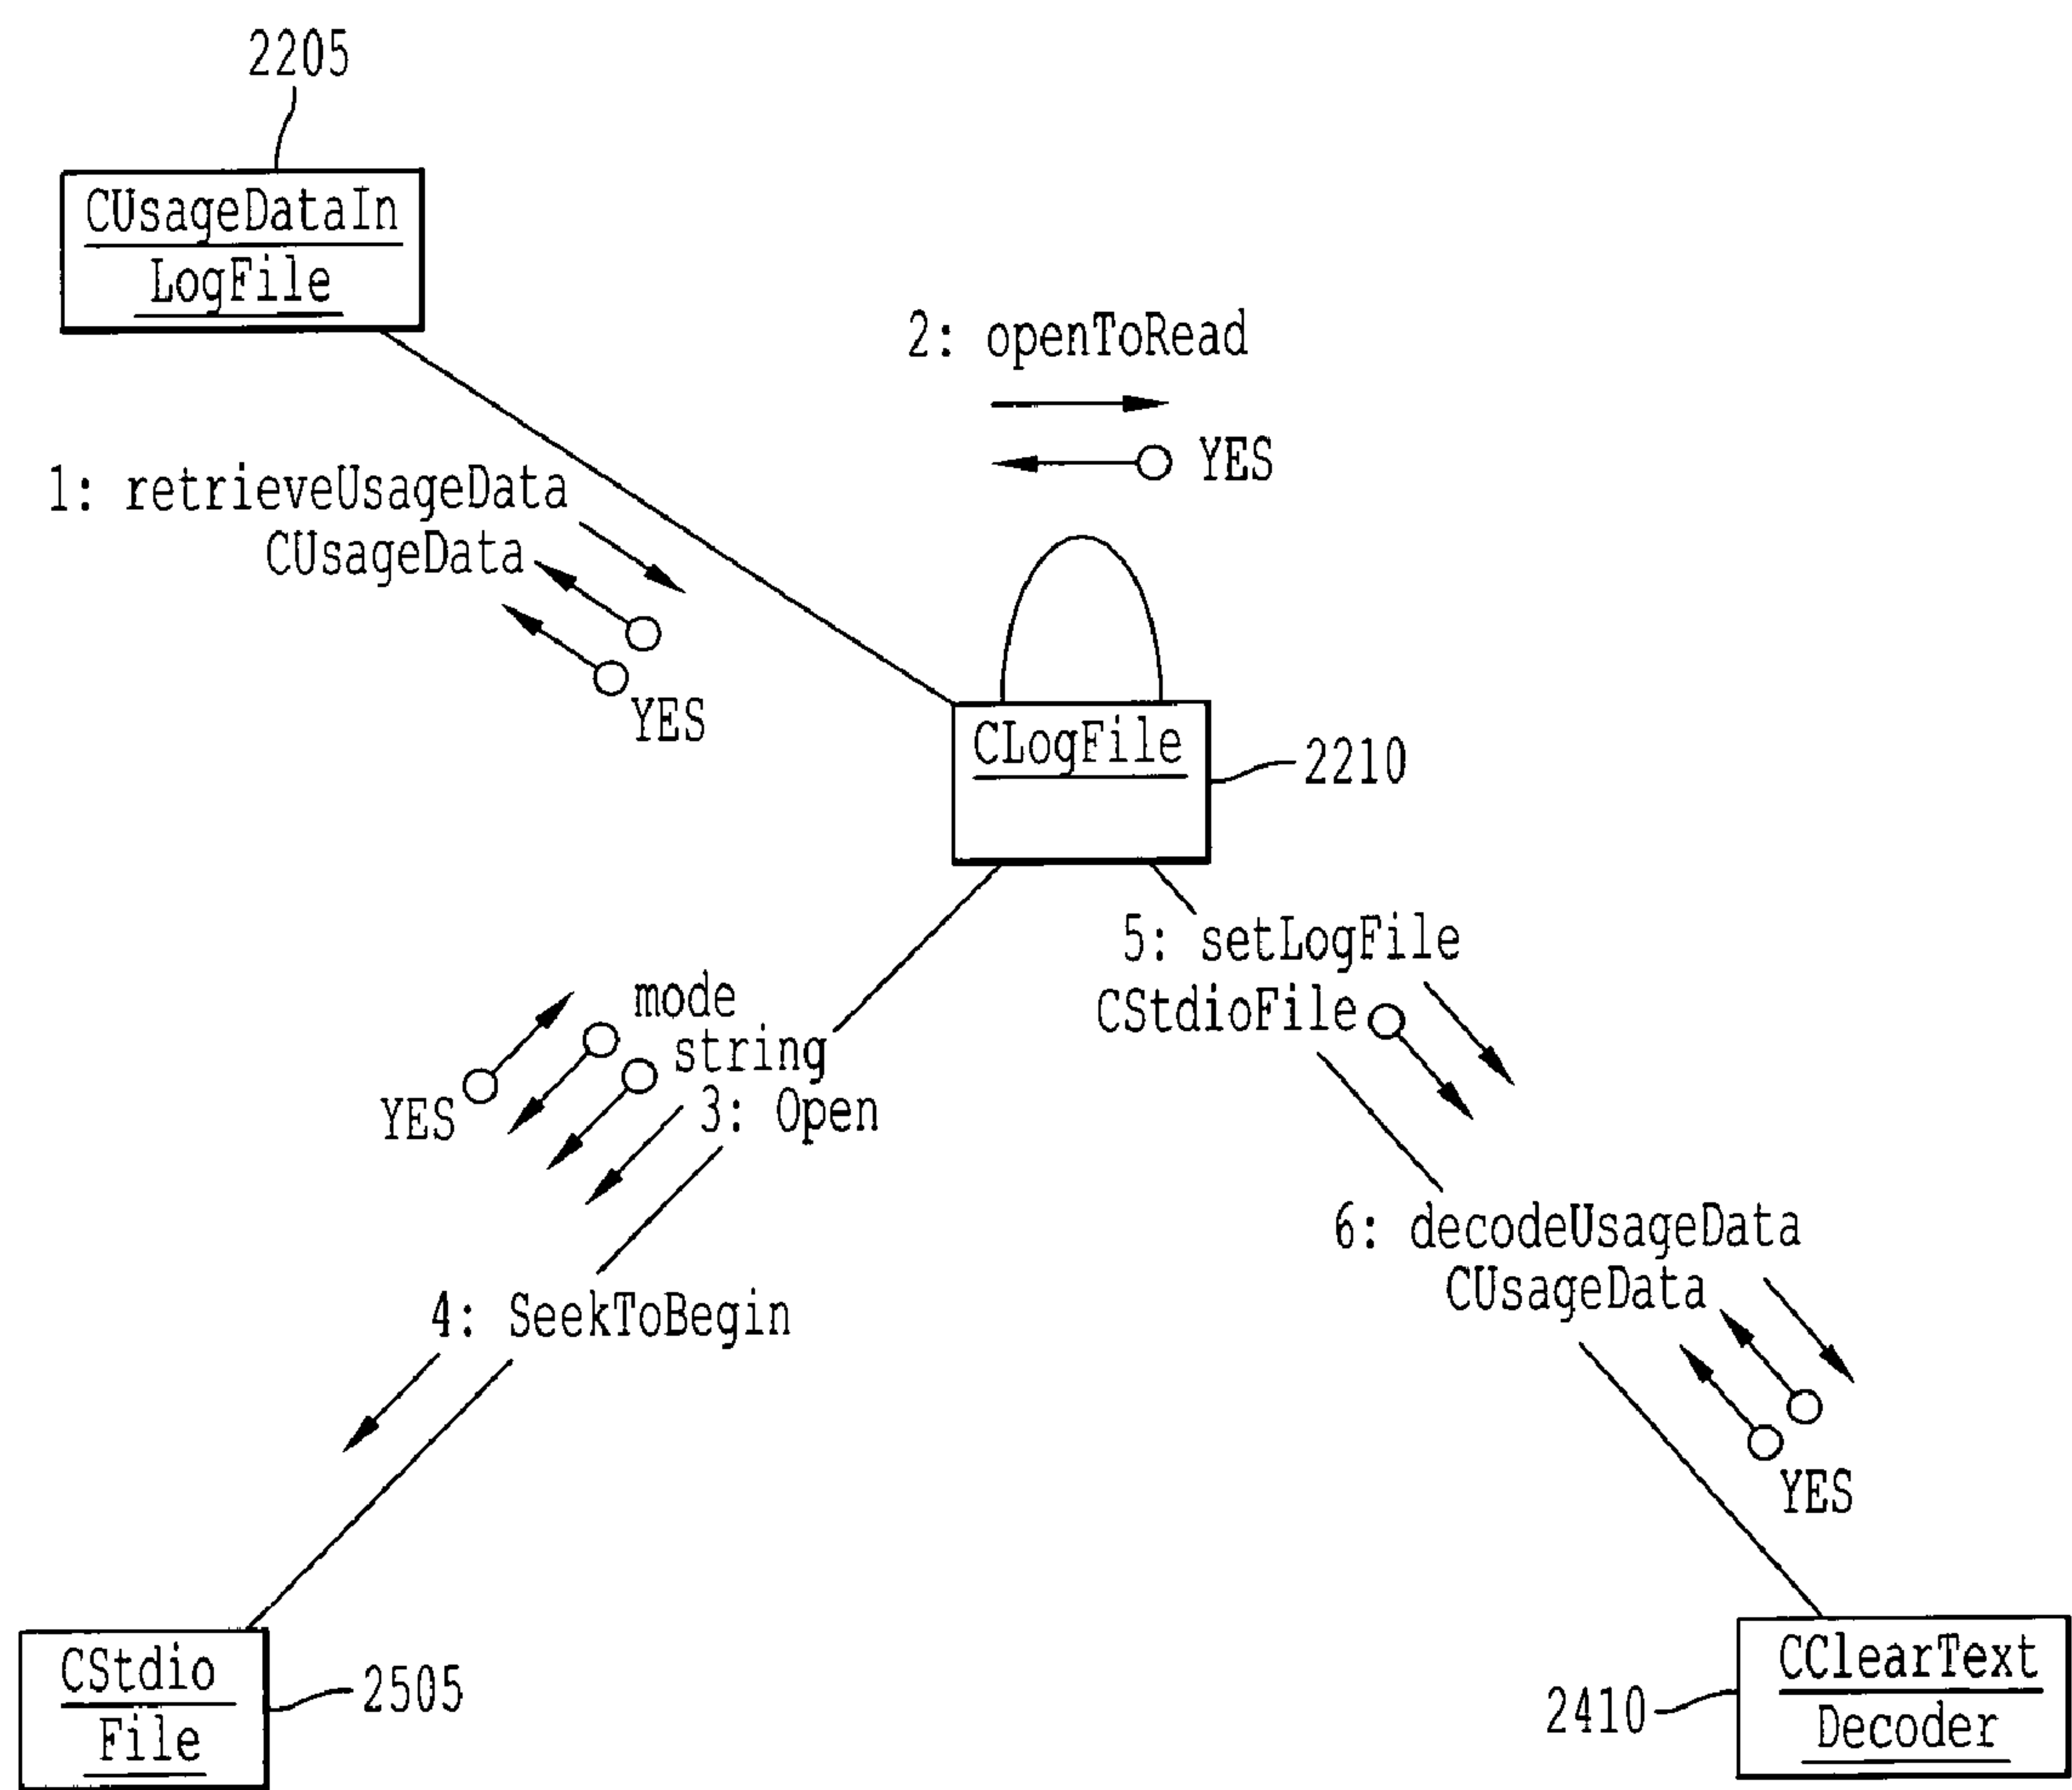 2205
CUsageDataIn
LogFile
2: openToRead
YES
1: retrieveUsageData
CUsageData
YES
CLogFile
2210
5: setLogFile
CStdioFile
mode
string
3: Open
YES
4: SeekToBegin
6: decodeUsageData
CUsageData
YES
CStdio
File
2505
CClearText
Decoder
2410